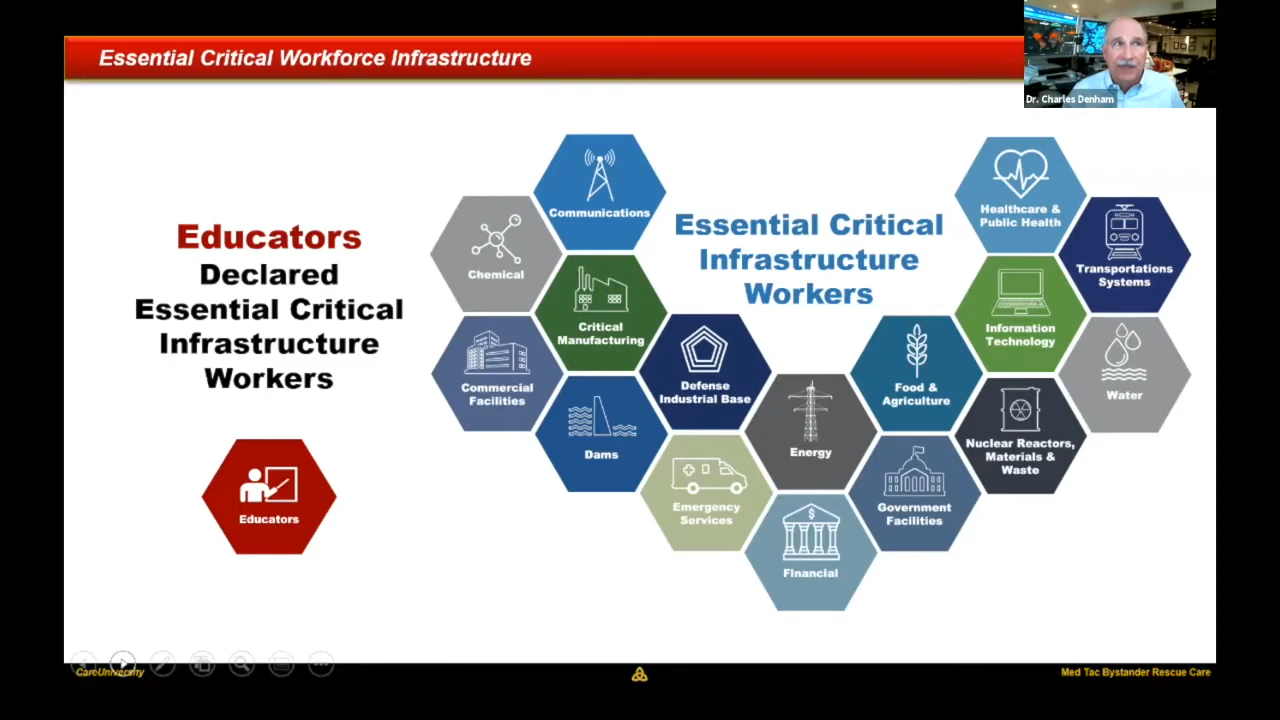 Essential Critical Workforce Infrastructure
Dr. Charles Denham
Educators
Declared
Essential Critical
Infrastructure
Workers
Educators
Essential Critical
Infrastructure
Workers
Communications
Chemical
Critical
Manufacturing
Commercial
Facilities
Dams
Defense
Industrial Base
Emergency
Services
Energy
$
Financial
Food &
Agriculture
Government
Facilities
Healthcare &
Public Health
Information
Technology
Nuclear Reactors,
Materials &
Waste
Transportations
Systems
Water
CareUniversity
Med Tac Bystander Rescue Care